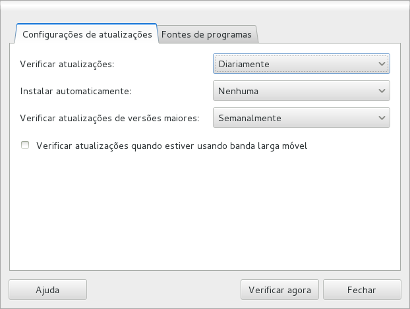 Configurações de atualizações Fontes de programas
Verificar atualizações: Diariamente
Instalar automaticamente: Nenhuma
Verificar atualizações de versões maiores: Semanalmente
Verificar atualizações quando estiver usando banda larga móvel
Ajuda Verificar agora Fechar